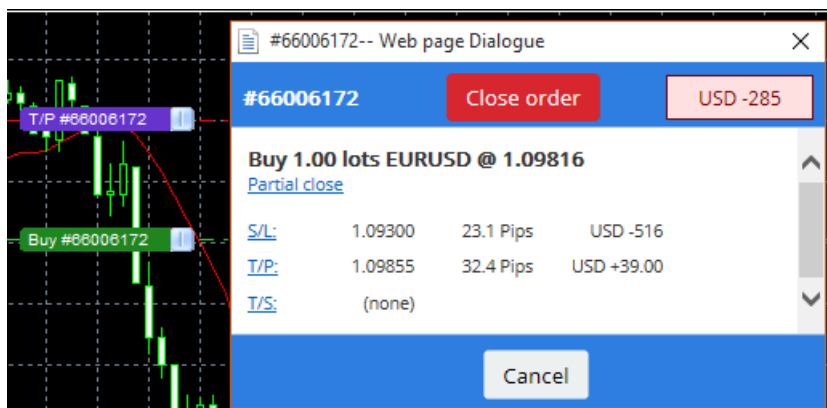 #66006172-- Web page Dialogue
#66006172 Close order USD -285
T/P #66006172
Buy 1.00 lots EURUSD @ 1.09816
Partial close
Buy #66006172
S/L: 1.09300 23.1 Pips USD -516
T/P: 1.09855 32.4 Pips USD +39.00
T/S: (none)
Cancel